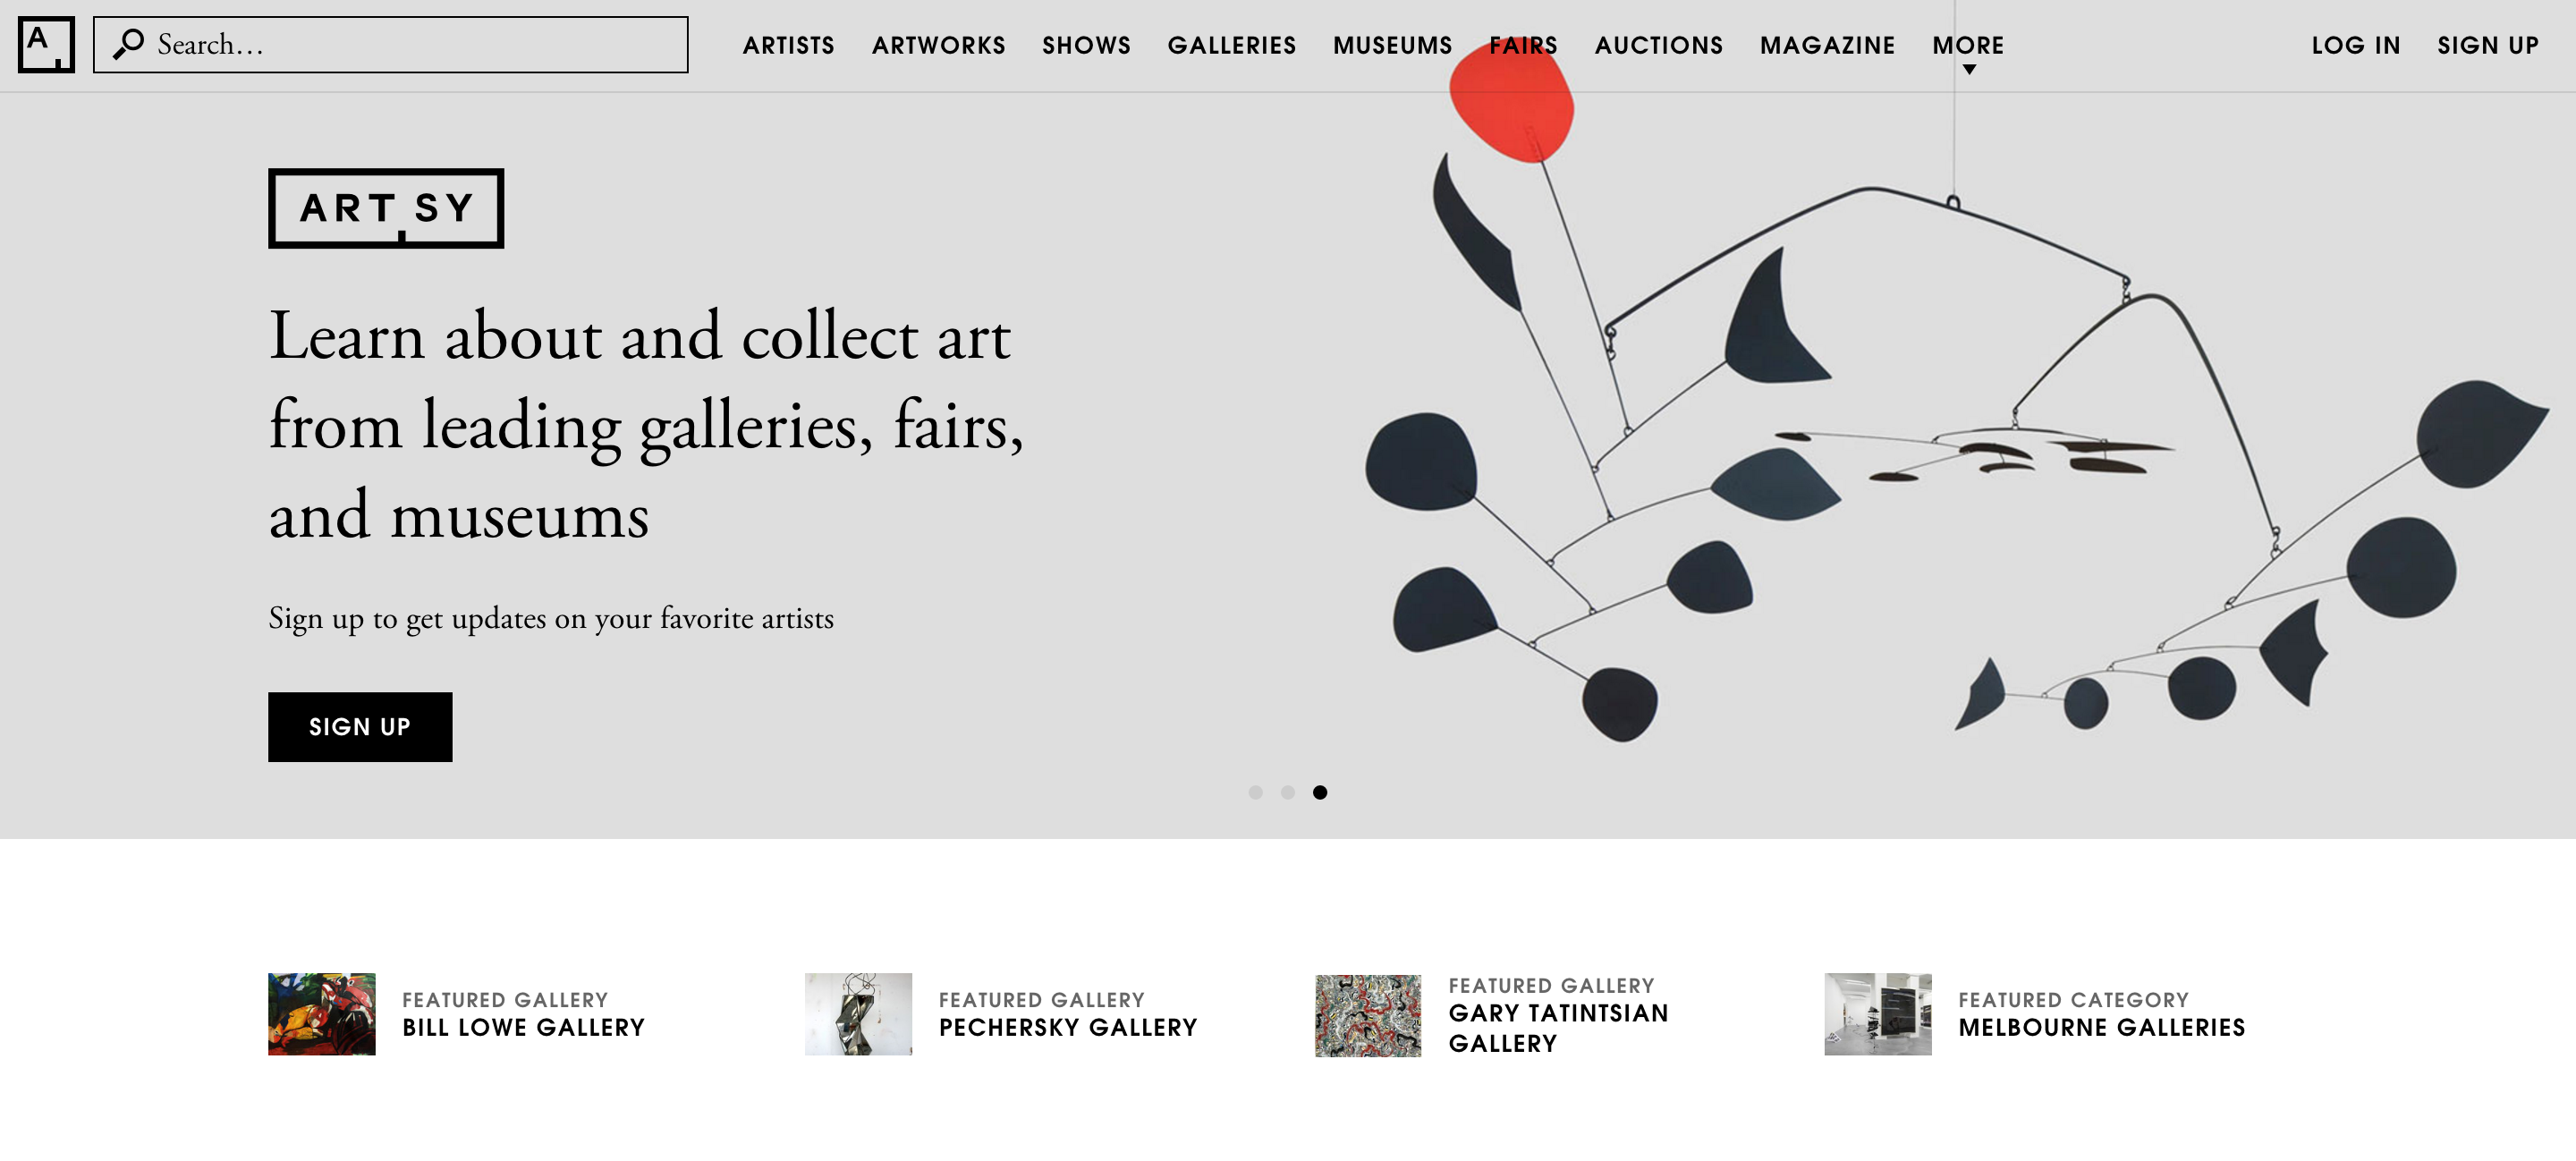 A,
Search…
ARTISTS ARTWORKS SHOWS GALLERIES MUSEUMS FAIRS AUCTIONS MAGAZINE MORE
LOG IN SIGN UP
ART,SY
Learn about and collect art
from leading galleries, fairs,
and museums
Sign up to get updates on your favorite artists
SIGN UP
FEATURED GALLERY
BILL LOWE GALLERY
FEATURED GALLERY
PECHERSKY GALLERY
FEATURED GALLERY
GARY TATINTSIAN
GALLERY
FEATURED CATEGORY
MELBOURNE GALLERIES